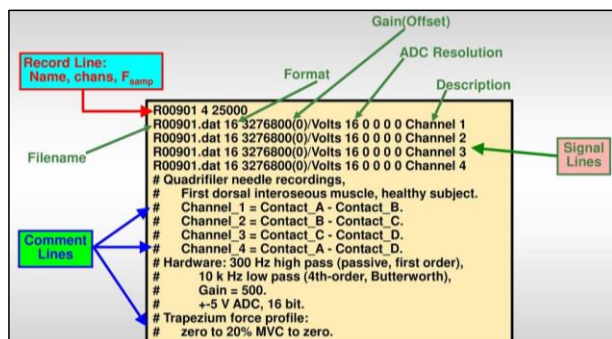 Gain(Offset)
Record Line:
Name, chans, Fsamp
Format
ADC Resolution
Description
R00901 4 25000
R00901.dat 16 3276800(0)/Volts 16 0 0 0 0 Channel 1
R00901.dat 16 3276800(0)/Volts 16 0 0 0 0 Channel 2
R00901.dat 16 3276800(0)/Volts 16 0 0 0 0 Channel 3
R00901.dat 16 3276800(0)/Volts 16 0 0 0 0 Channel 4
Filename
Signal
Lines
# Quadrifiler needle recordings,
# First dorsal interoseous muscle, healthy subject.
# Channel_1 = Contact_A - Contact_B.
# Channel_2 = Contact_B - Contact_C.
# Channel_3 = Contact_C - Contact_D.
# Channel_4 = Contact_A - Contact_D.
Comment
Lines
# Hardware: 300 Hz high pass (passive, first order),
# 10 k Hz low pass (4th-order, Butterworth),
# Gain = 500.
# +-5 V ADC, 16 bit.
# Trapezium force profile:
# zero to 20% MVC to zero.